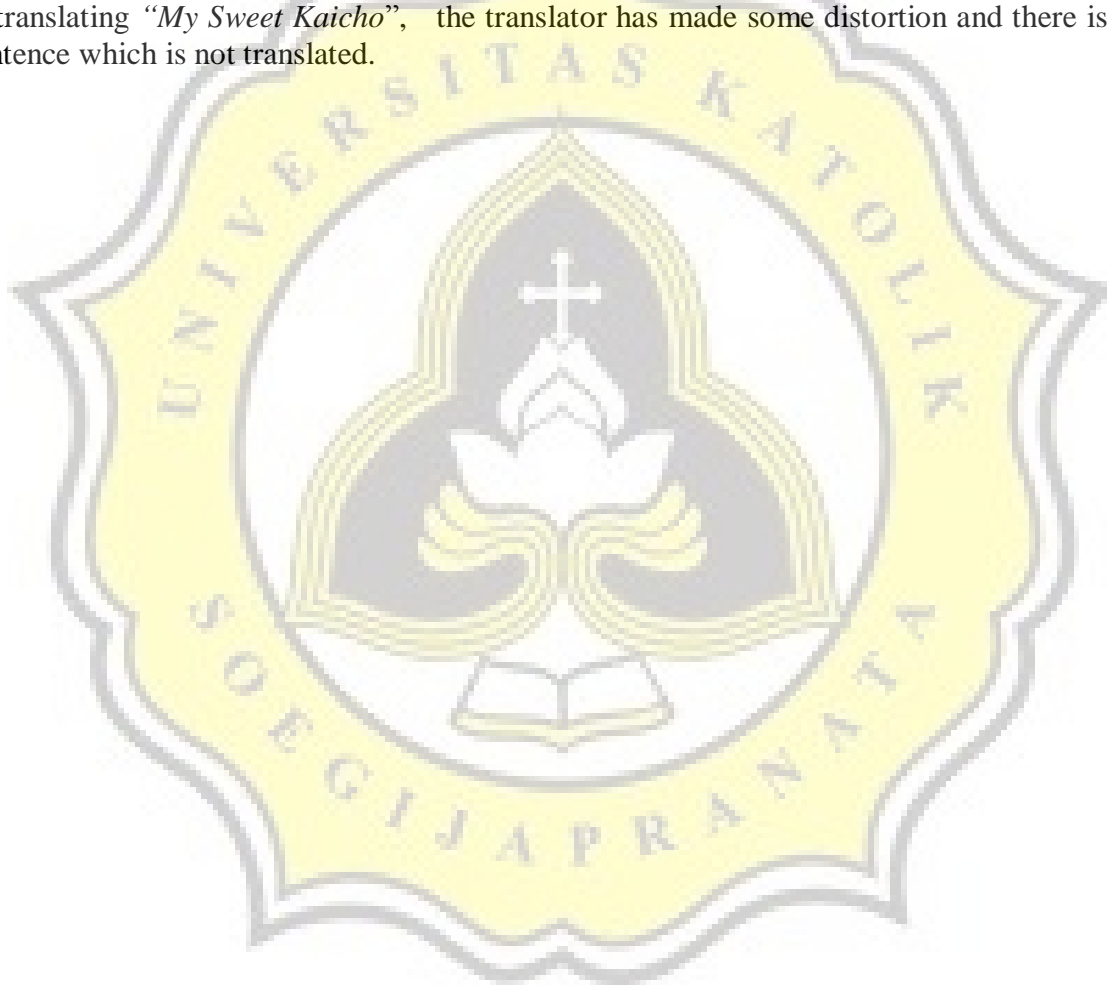 translating “My Sweet Kaicho”, the translator has made some distortion and there is
ntence which is not translated.
UNIVERSITAS KATOLIK
SOEGIJAPRANATA